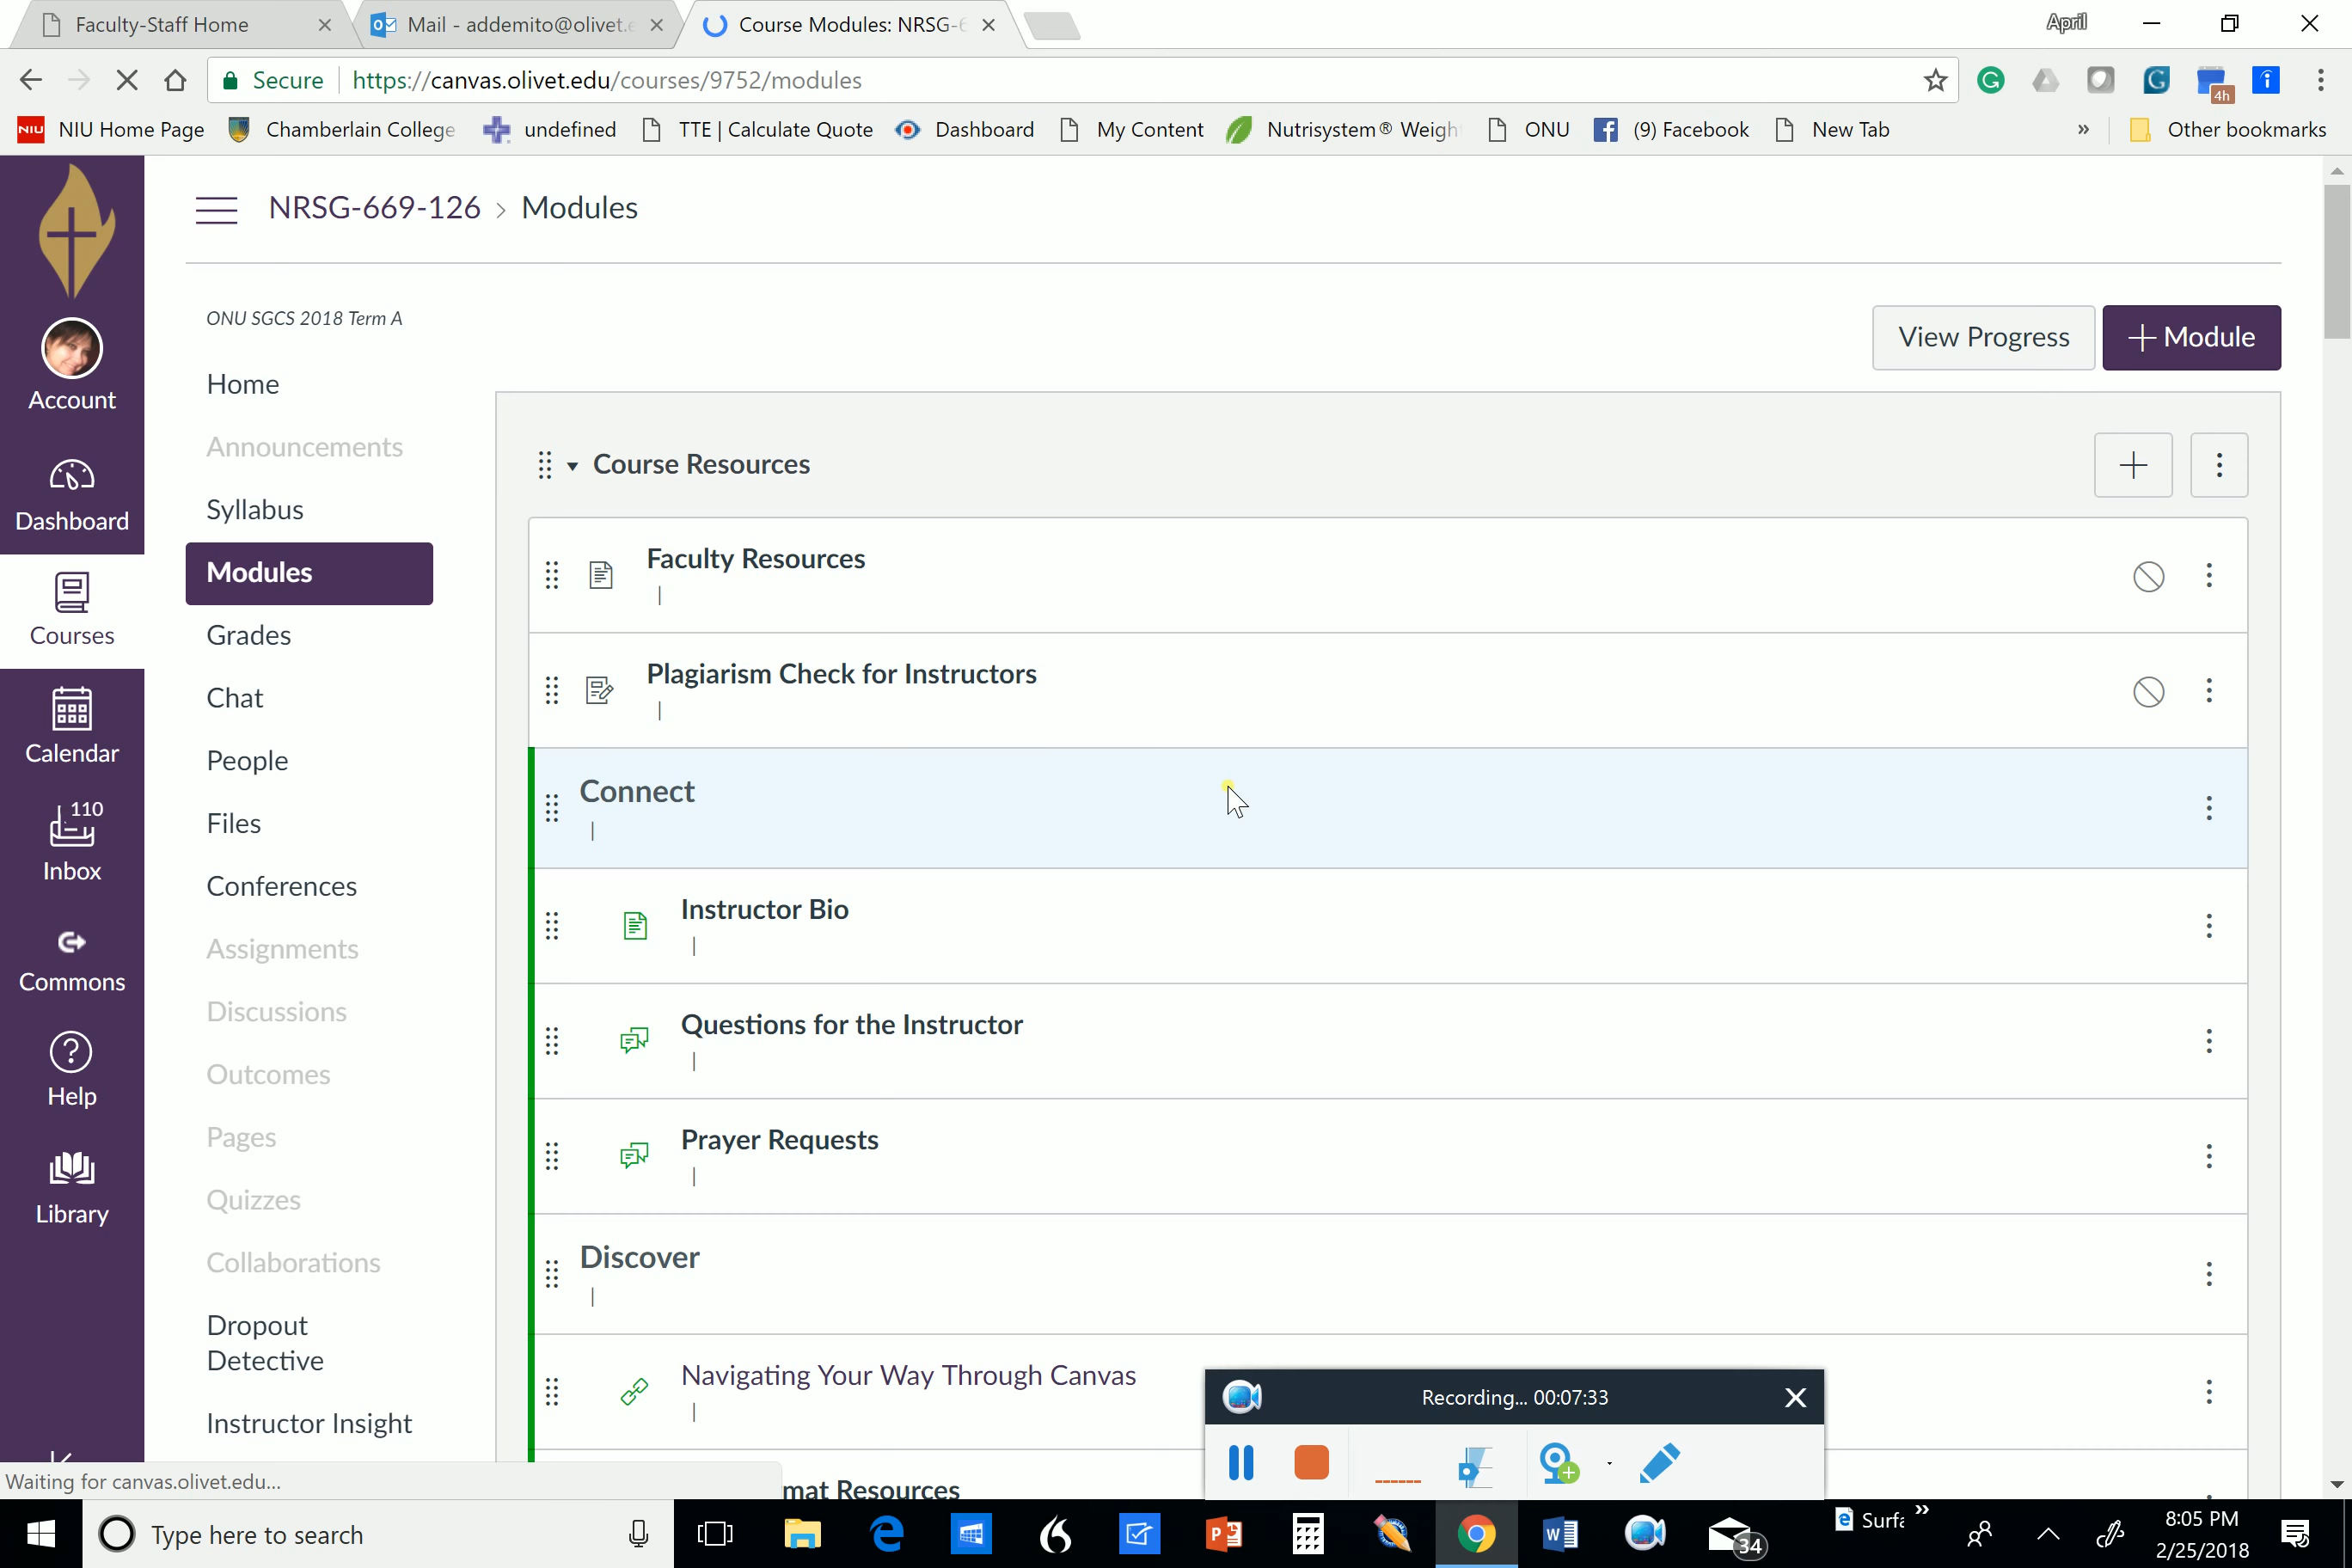 Faculty-Staff Home
Mail - addemito@olivet.e
Course Modules: NRSG-6
April
Secure
https://canvas.olivet.edu/courses/9752/modules
4h
NIU
NIU Home Page
Chamberlain College
undefined
TTE | Calculate Quote
Dashboard
My Content
Nutrisystem® Weigh
ONU
(9) Facebook
New Tab
»
Other bookmarks
NRSG-669-126 > Modules
ONU SGCS 2018 Term A
View Progress
+ Module
Account
Dashboard
Courses
Calendar
110
Inbox
Commons
Help
Library
Home
Announcements
Syllabus
Modules
Grades
Chat
People
Files
Conferences
Assignments
Discussions
Outcomes
Pages
Quizzes
Collaborations
Dropout
Detective
Instructor Insight
Course Resources
Faculty Resources
|
Plagiarism Check for Instructors
|
Connect
|
Instructor Bio
|
Questions for the Instructor
|
Prayer Requests
|
Discover
|
Navigating Your Way Through Canvas
|
mat Resources
Recording... 00:07:33
Waiting for canvas.olivet.edu...
Type here to search
34
Surfa
»
8:05 PM
2/25/2018